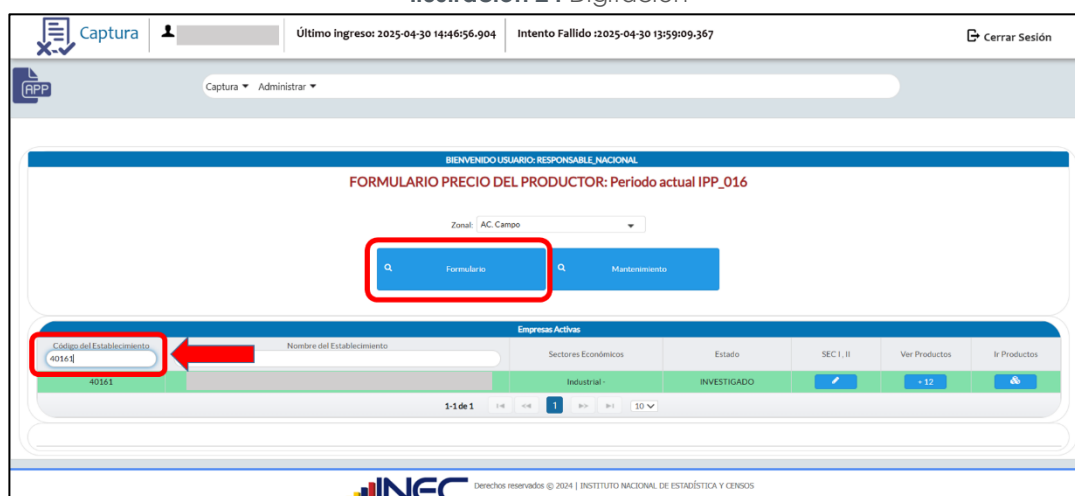 Ilustración 24 Digitación
Captura
Último ingreso: 2025-04-30 14:46:56.904
Intento Fallido :2025-04-30 13:59:09.367
Cerrar Sesión
APP
Captura Administrar
BIENVENIDO USUARIO: RESPONSABLE_NACIONAL
FORMULARIO PRECIO DEL PRODUCTOR: Periodo actual IPP_016
Zonal: AC. Campo
Formulario
Mantenimiento
Empresas Activas
Código del Establecimiento
Nombre del Establecimiento
Sectores Económicos
Estado
SEC I , II
Ver Productos
Ir Productos
40161
40161
Industrial -
INVESTIGADO
+ 12
1-1 de 1
1
10
INEC
Derechos reservados © 2024 | INSTITUTO NACIONAL DE ESTADÍSTICA Y CENSOS